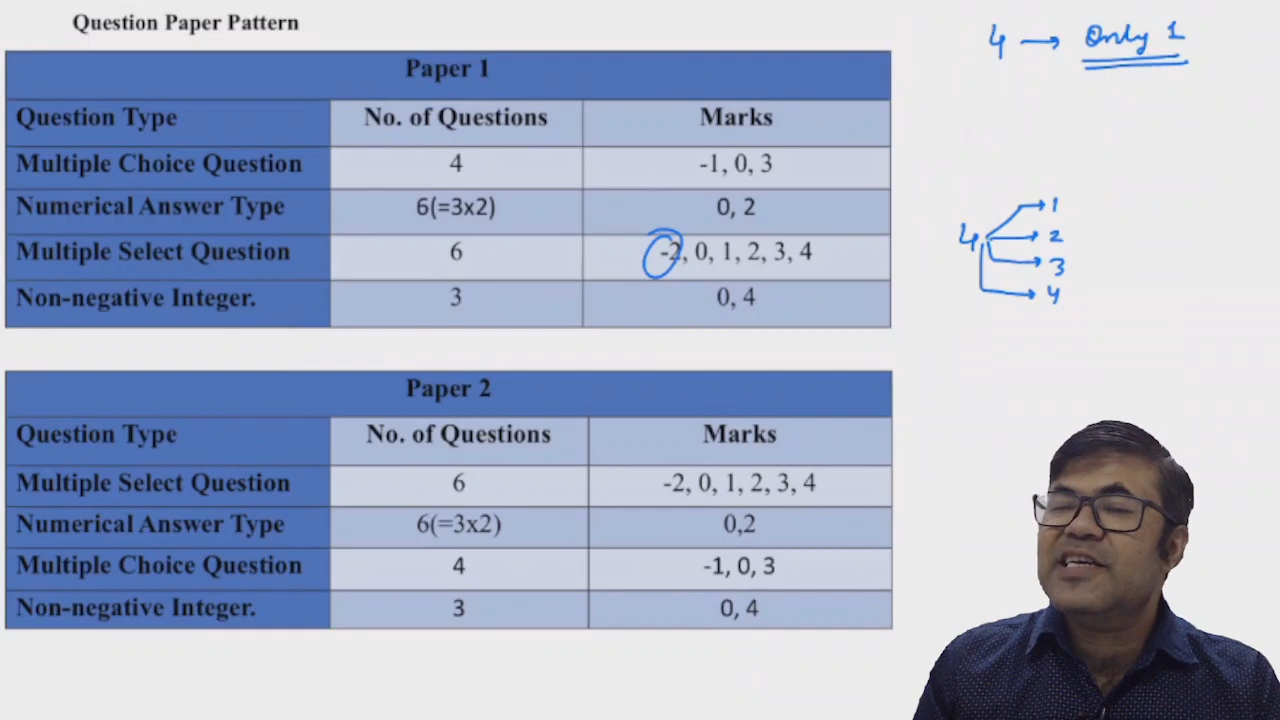 Question Paper Pattern
Paper 1
Question Type No. of Questions Marks
Multiple Choice Question 4 -1, 0, 3
Numerical Answer Type 6(=3x2) 0, 2
Multiple Select Question 6 -2, 0, 1, 2, 3, 4
Non-negative Integer. 3 0, 4
Paper 2
Question Type No. of Questions Marks
Multiple Select Question 6 -2, 0, 1, 2, 3, 4
Numerical Answer Type 6(=3x2) 0,2
Multiple Choice Question 4 -1, 0, 3
Non-negative Integer. 3 0, 4
4 → Only 1
4
1
2
3
4